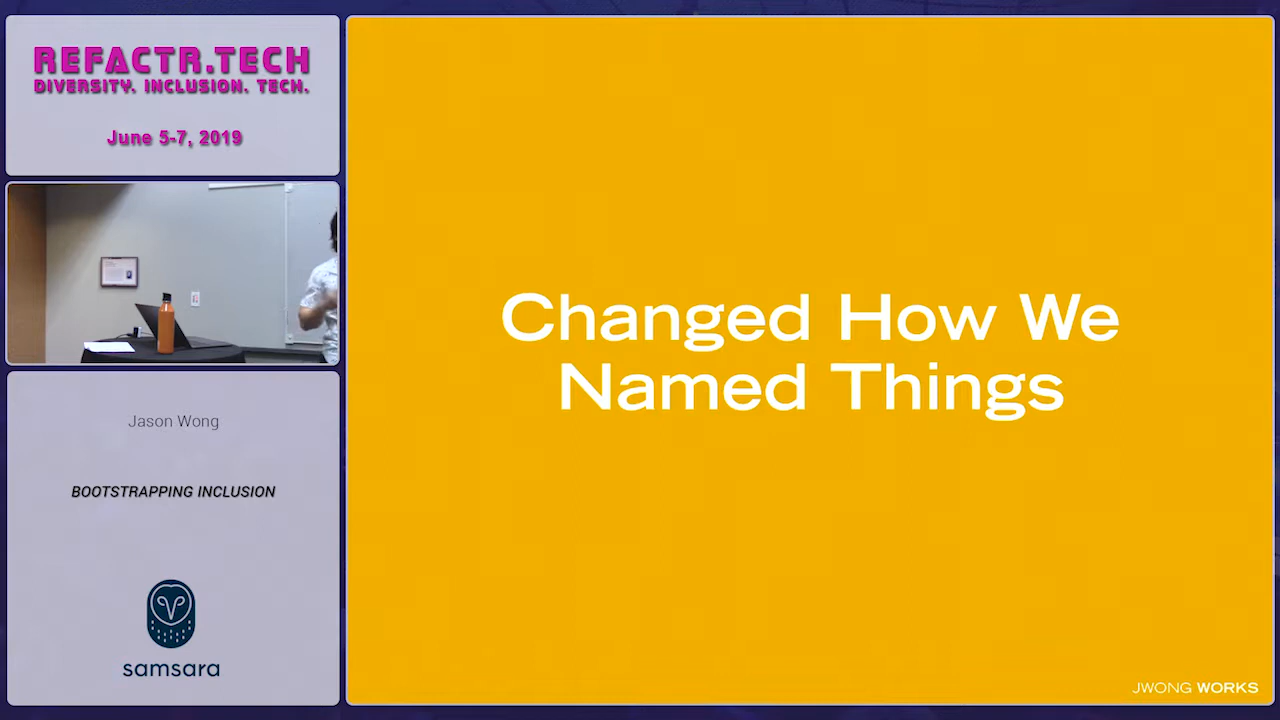 REFACTR.TECH
DIVERSITY. INCLUSION. TECH.
June 5-7, 2019
Jason Wong
BOOTSTRAPPING INCLUSION
samsara
Changed How We
Named Things
JWONG WORKS